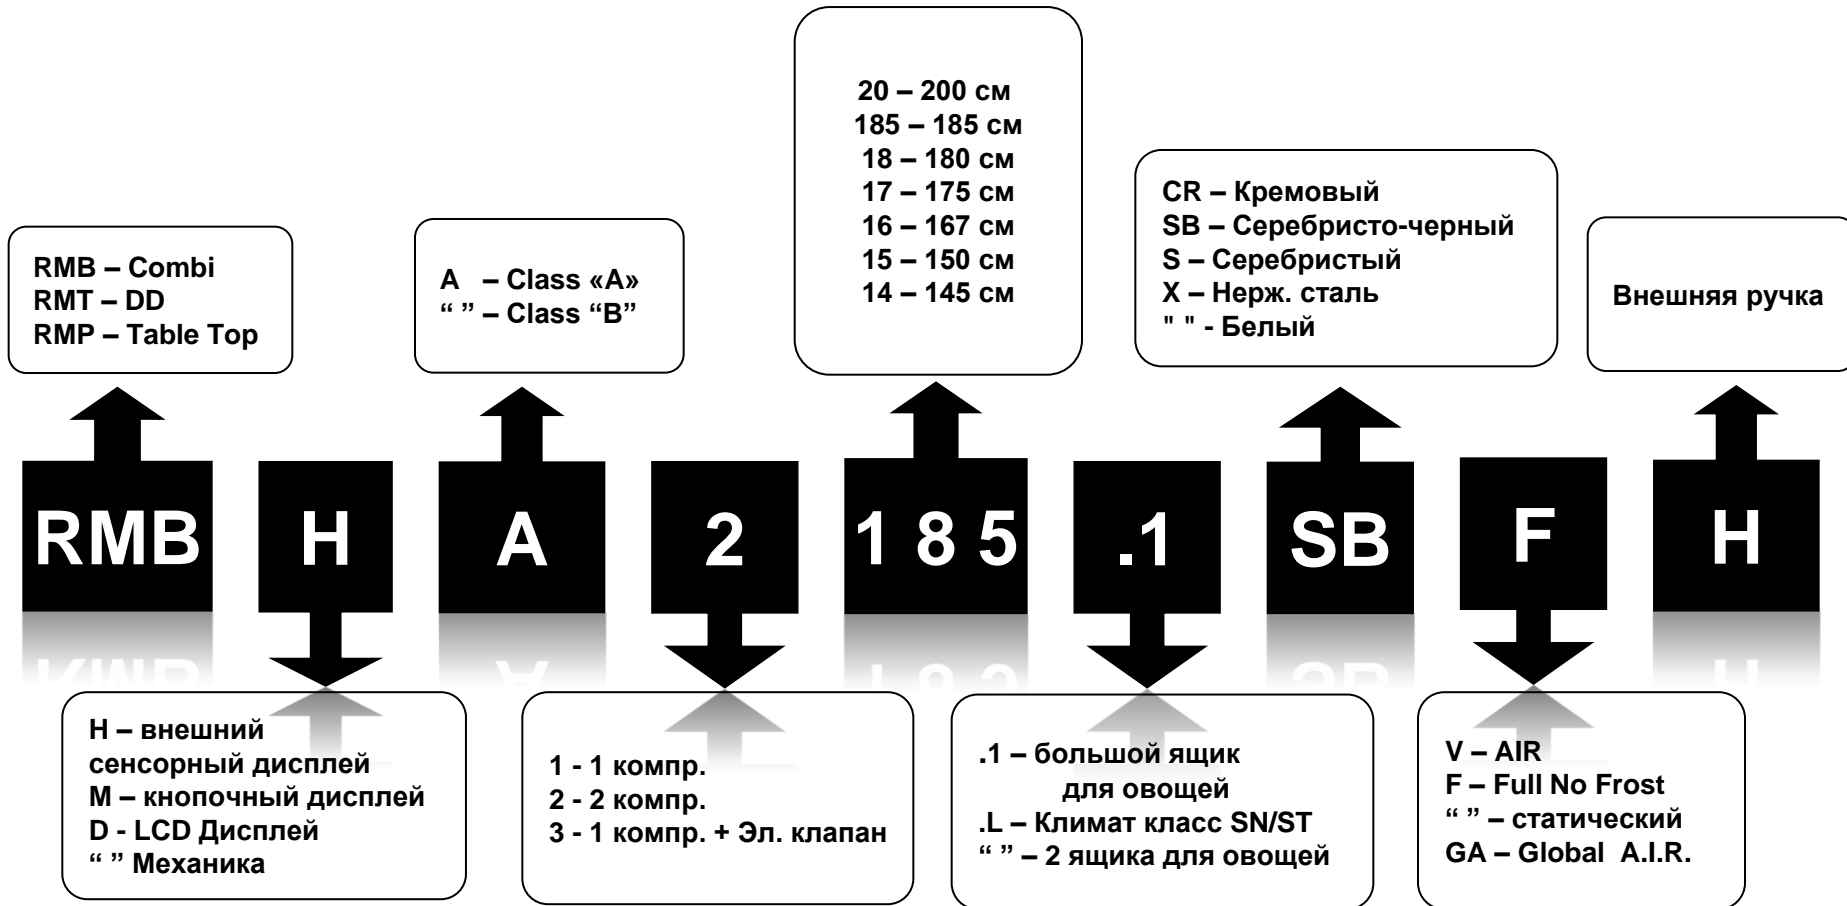 20 – 200 см
185 – 185 см
18 – 180 см
17 – 175 см
16 – 167 см
15 – 150 см
14 – 145 см
RMB – Combi
RMT – DD
RMP – Table Top
A – Class «A»
“ ” – Class “B”
CR – Кремовый
SB – Серебристо-черный
S – Серебристый
X – Нерж. сталь
" " - Белый
Внешняя ручка
RMB H A 2 1 8 5 .1 SB F H
H – внешний
сенсорный дисплей
M – кнопочный дисплей
D - LCD Дисплей
“ ” Механика
1 - 1 компр.
2 - 2 компр.
3 - 1 компр. + Эл. клапан
.1 – большой ящик
для овощей
.L – Климат класс SN/ST
“ ” – 2 ящика для овощей
V – AIR
F – Full No Frost
“ ” – статический
GA – Global A.I.R.